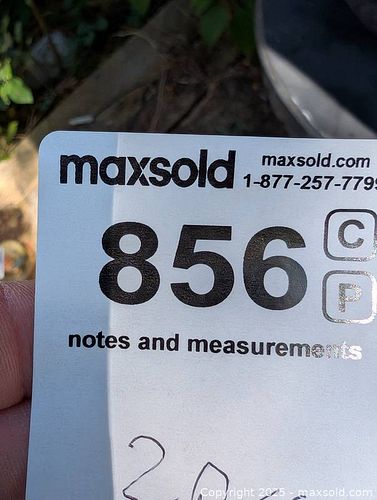 maxsold
maxsold.com
1-877-257-779
856
C
P
notes and measurements
Copyright 2025 - maxsold.com